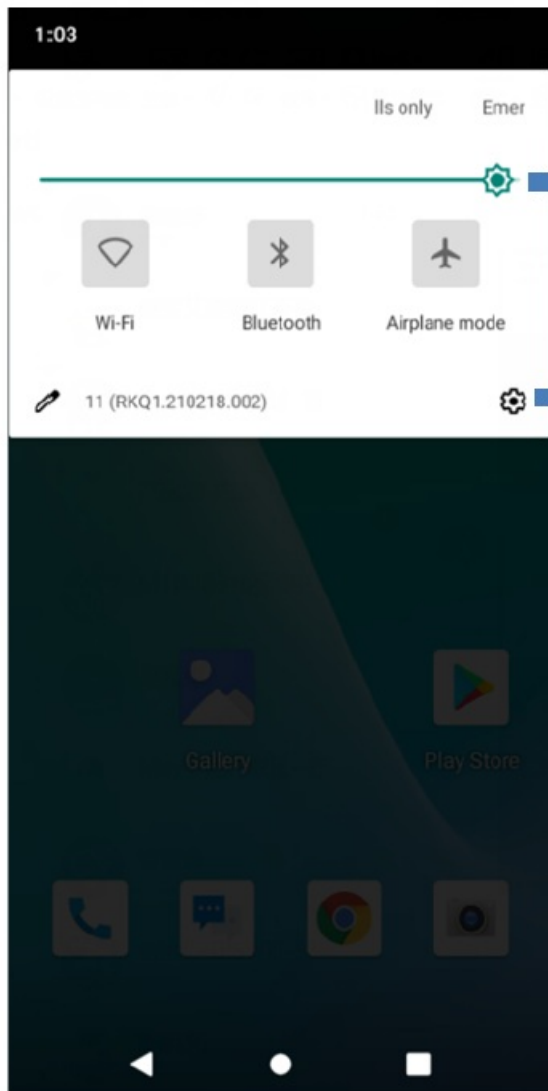 1:03
lls only Emer
Wi-Fi Bluetooth Airplane mode
11 (RKQ1.210218.002)
Gallery Play Store